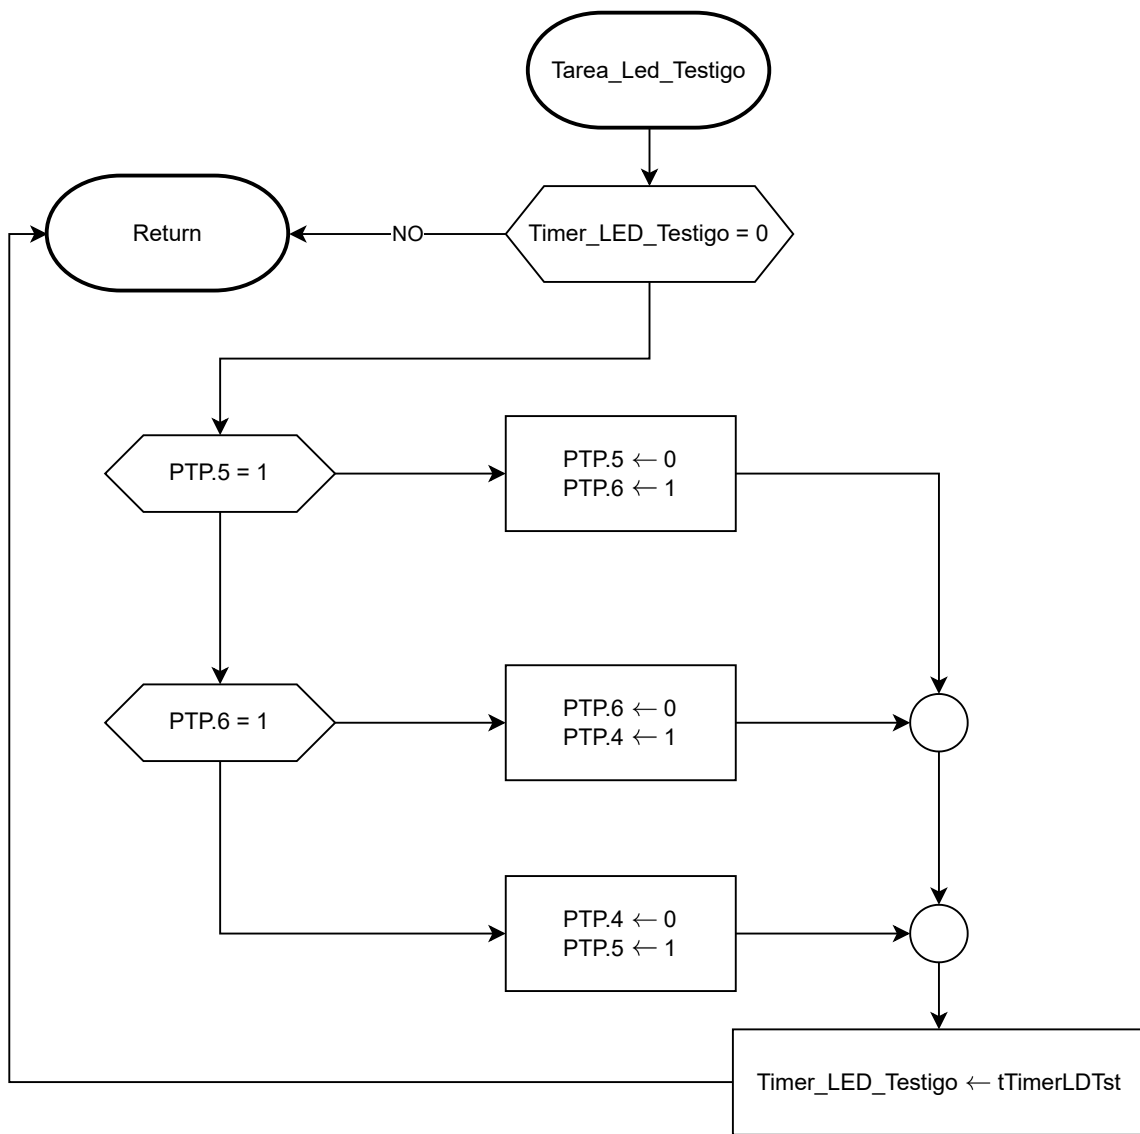 Tarea_Led_Testigo
Return
NO
Timer_LED_Testigo = 0
PTP.5 = 1
PTP.5 ← 0
PTP.6 ← 1
PTP.6 = 1
PTP.6 ← 0
PTP.4 ← 1
PTP.4 ← 0
PTP.5 ← 1
Timer_LED_Testigo ← tTimerLDTst